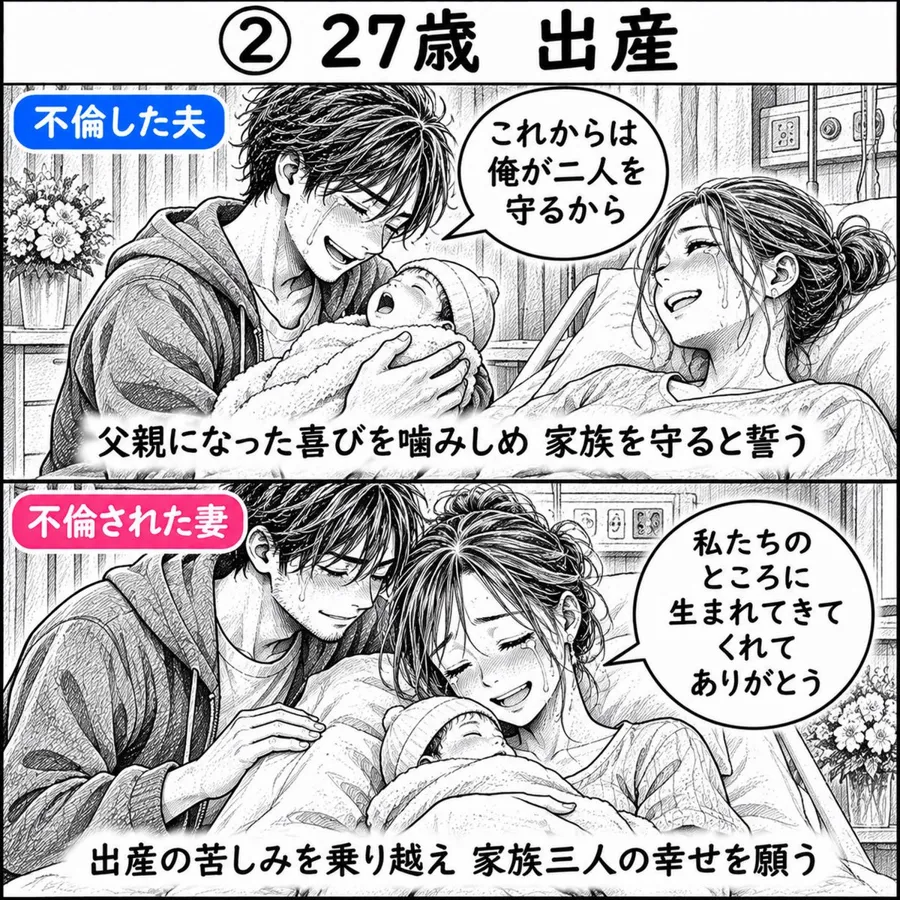 ② 27歳 出産
不倫した夫
これからは
俺が二人を
守るから
父親になった喜びを噛みしめ 家族を守ると誓う
不倫された妻
私たちの
ところに
生まれてきて
くれて
ありがとう
出産の苦しみを乗り越え 家族三人の幸せを願う